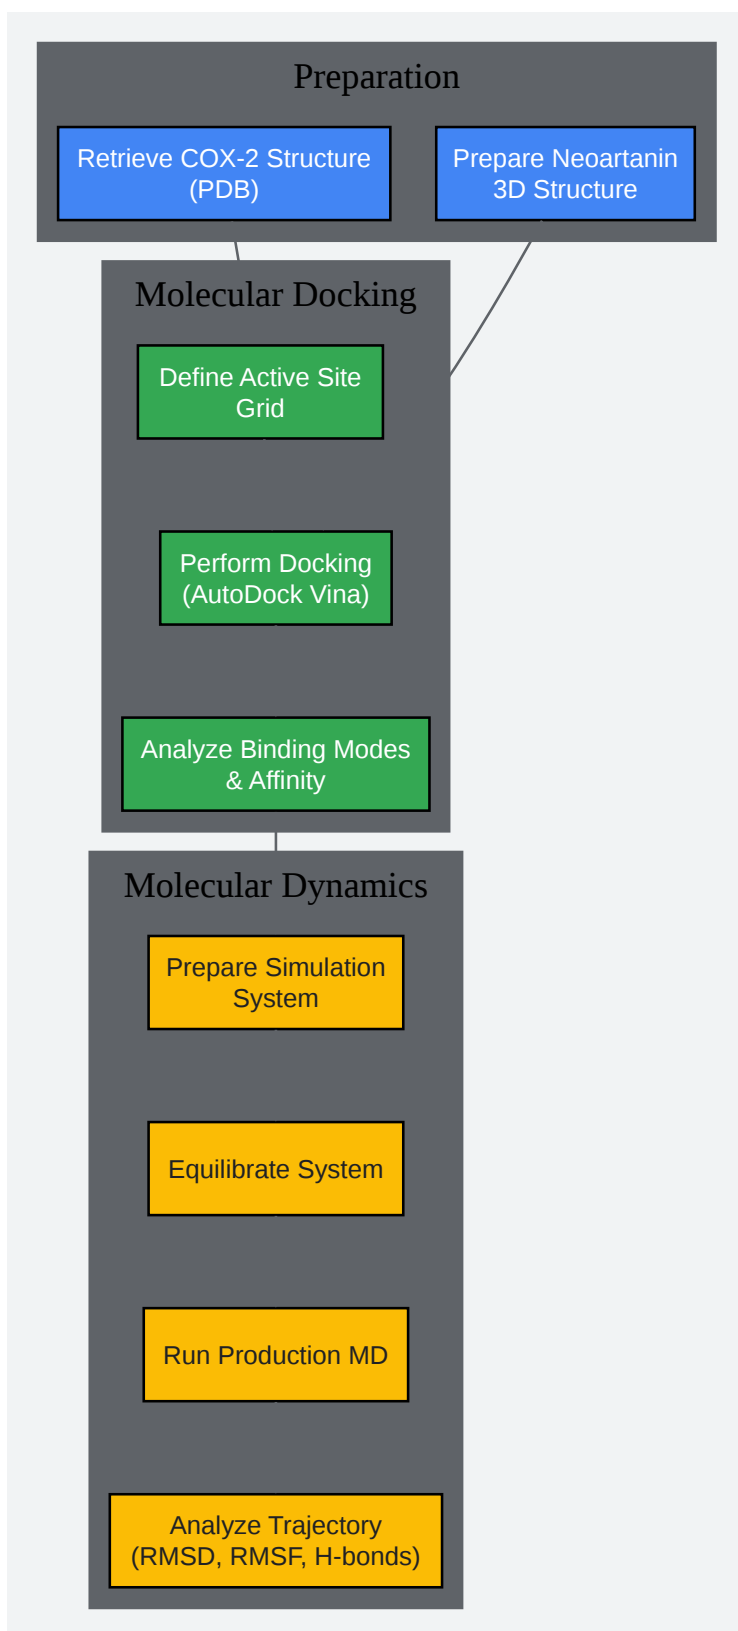 Preparation
Retrieve COX-2 Structure
(PDB)
Prepare Neoartanin
3D Structure
Molecular Docking
Define Active Site
Grid
Perform Docking
(AutoDock Vina)
Analyze Binding Modes
& Affinity
Molecular Dynamics
Prepare Simulation
System
Equilibrate System
Run Production MD
Analyze Trajectory
(RMSD, RMSF, H-bonds)